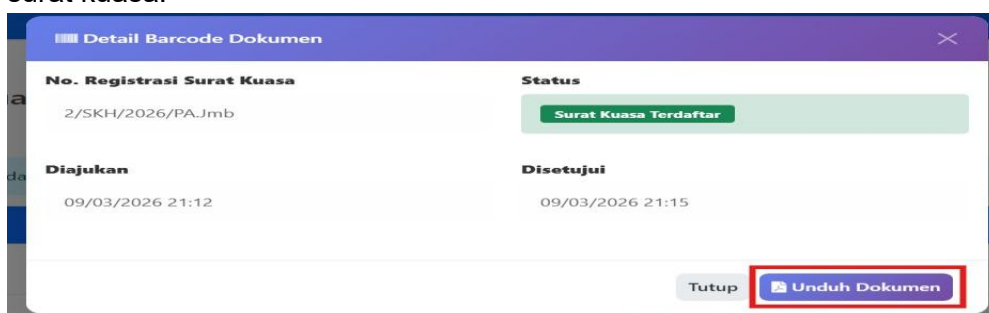 surat kuasa.
Detail Barcode Dokumen
No. Registrasi Surat Kuasa
Status
2/SKH/2026/PA.Jmb
Surat Kuasa Terdaftar
Diajukan
Disetujui
09/03/2026 21:12
09/03/2026 21:15
Tutup
Unduh Dokumen